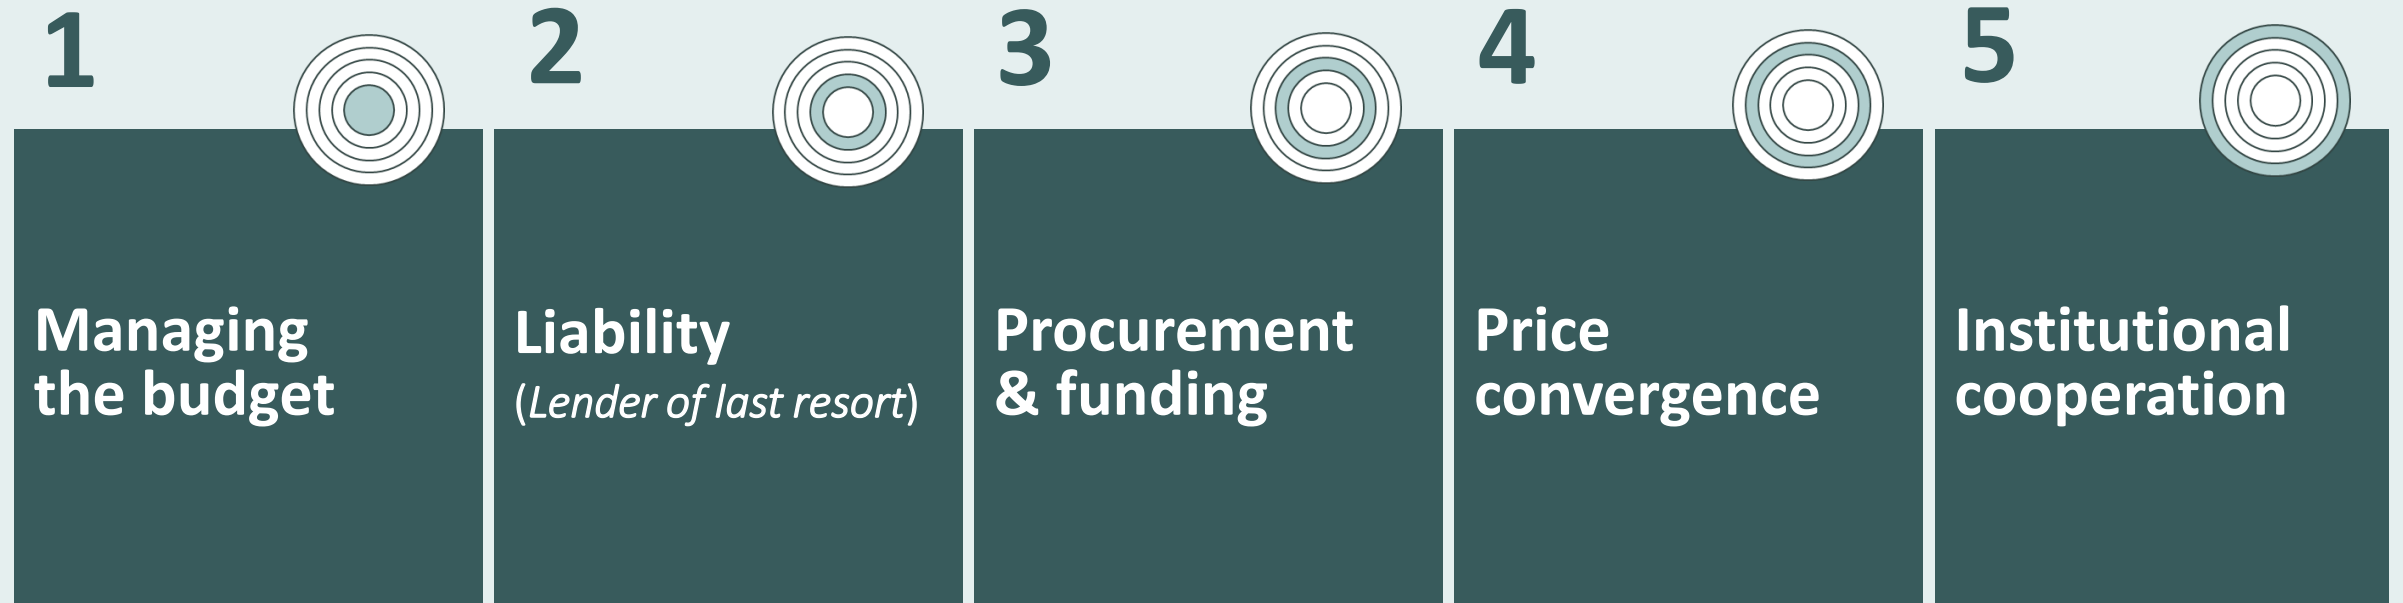 1
Managing
the budget
2
Liability
(Lender of last resort)
3
Procurement
& funding
4
Price
convergence
5
Institutional
cooperation